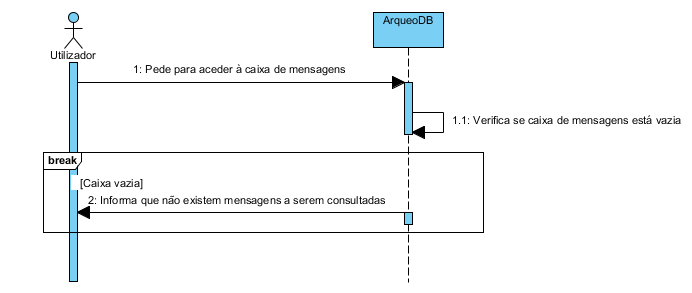 ArqueoDB
Utilizador
1: Pede para aceder à caixa de mensagens
1.1: Verifica se caixa de mensagens está vazia
break
[Caixa vazia]
2: Informa que não existem mensagens a serem consultadas